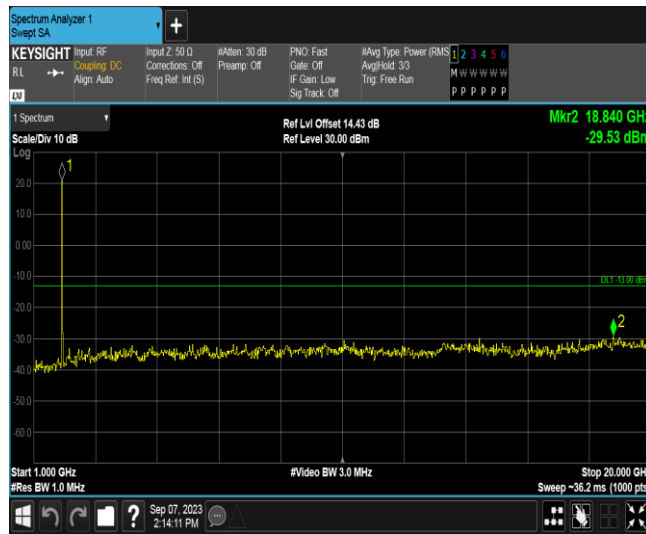 Spectrum Analyzer 1
Swept SA
+
KEYSIGHT
RL
LXI
Input: RF
Coupling: DC
Align: Auto
Input Z: 50 Ω
Corrections: Off
Freq Ref: Int (S)
#Atten: 30 dB
Preamp: Off
PNO: Fast
Gate: Off
IF Gain: Low
Sig Track: Off
#Avg Type: Power (RMS
Avg|Hold: 3/3
Trig: Free Run
1 2 3 4 5 6
M W W W W W
P P P P P P
1 Spectrum
Scale/Div 10 dB
Log
Ref Lvl Offset 14.43 dB
Ref Level 30.00 dBm
Mkr2 18.840 GHz
-29.53 dBm
1
20.0
10.0
0.00
-10.0
DL1 -13.00 dBm
-20.0
2
-30.0
-40.0
-50.0
-60.0
Start 1.000 GHz
#Res BW 1.0 MHz
#Video BW 3.0 MHz
Stop 20.000 GHz
Sweep ~36.2 ms (1000 pts)
?
Sep 07, 2023
2:14:11 PM